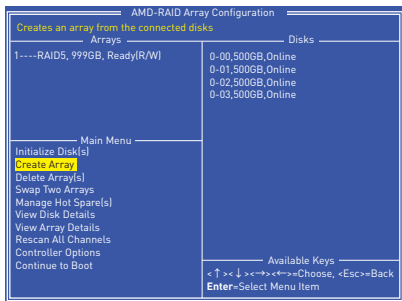 AMD-RAID Array Configuration
Creates an array from the connected disks
Arrays
1----RAID5, 999GB, Ready(R/W)
Disks
0-00,500GB,Online
0-01,500GB,Online
0-02,500GB,Online
0-03,500GB,Online
Main Menu
Initialize Disk(s)
Create Array
Delete Array(s)
Swap Two Arrays
Manage Hot Spare(s)
View Disk Details
View Array Details
Rescan All Channels
Controller Options
Continue to Boot
Available Keys
<↑><↓><→><←>=Choose, <Esc>=Back
Enter=Select Menu Item